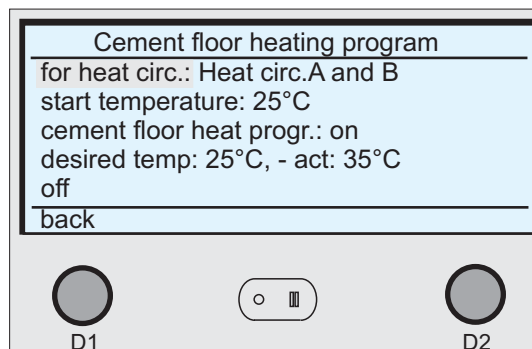 Cement floor heating program
for heat circ.: Heat circ.A and B
start temperature: 25°C
cement floor heat progr.: on
desired temp: 25°C, - act: 35°C
off
back
D1 D2